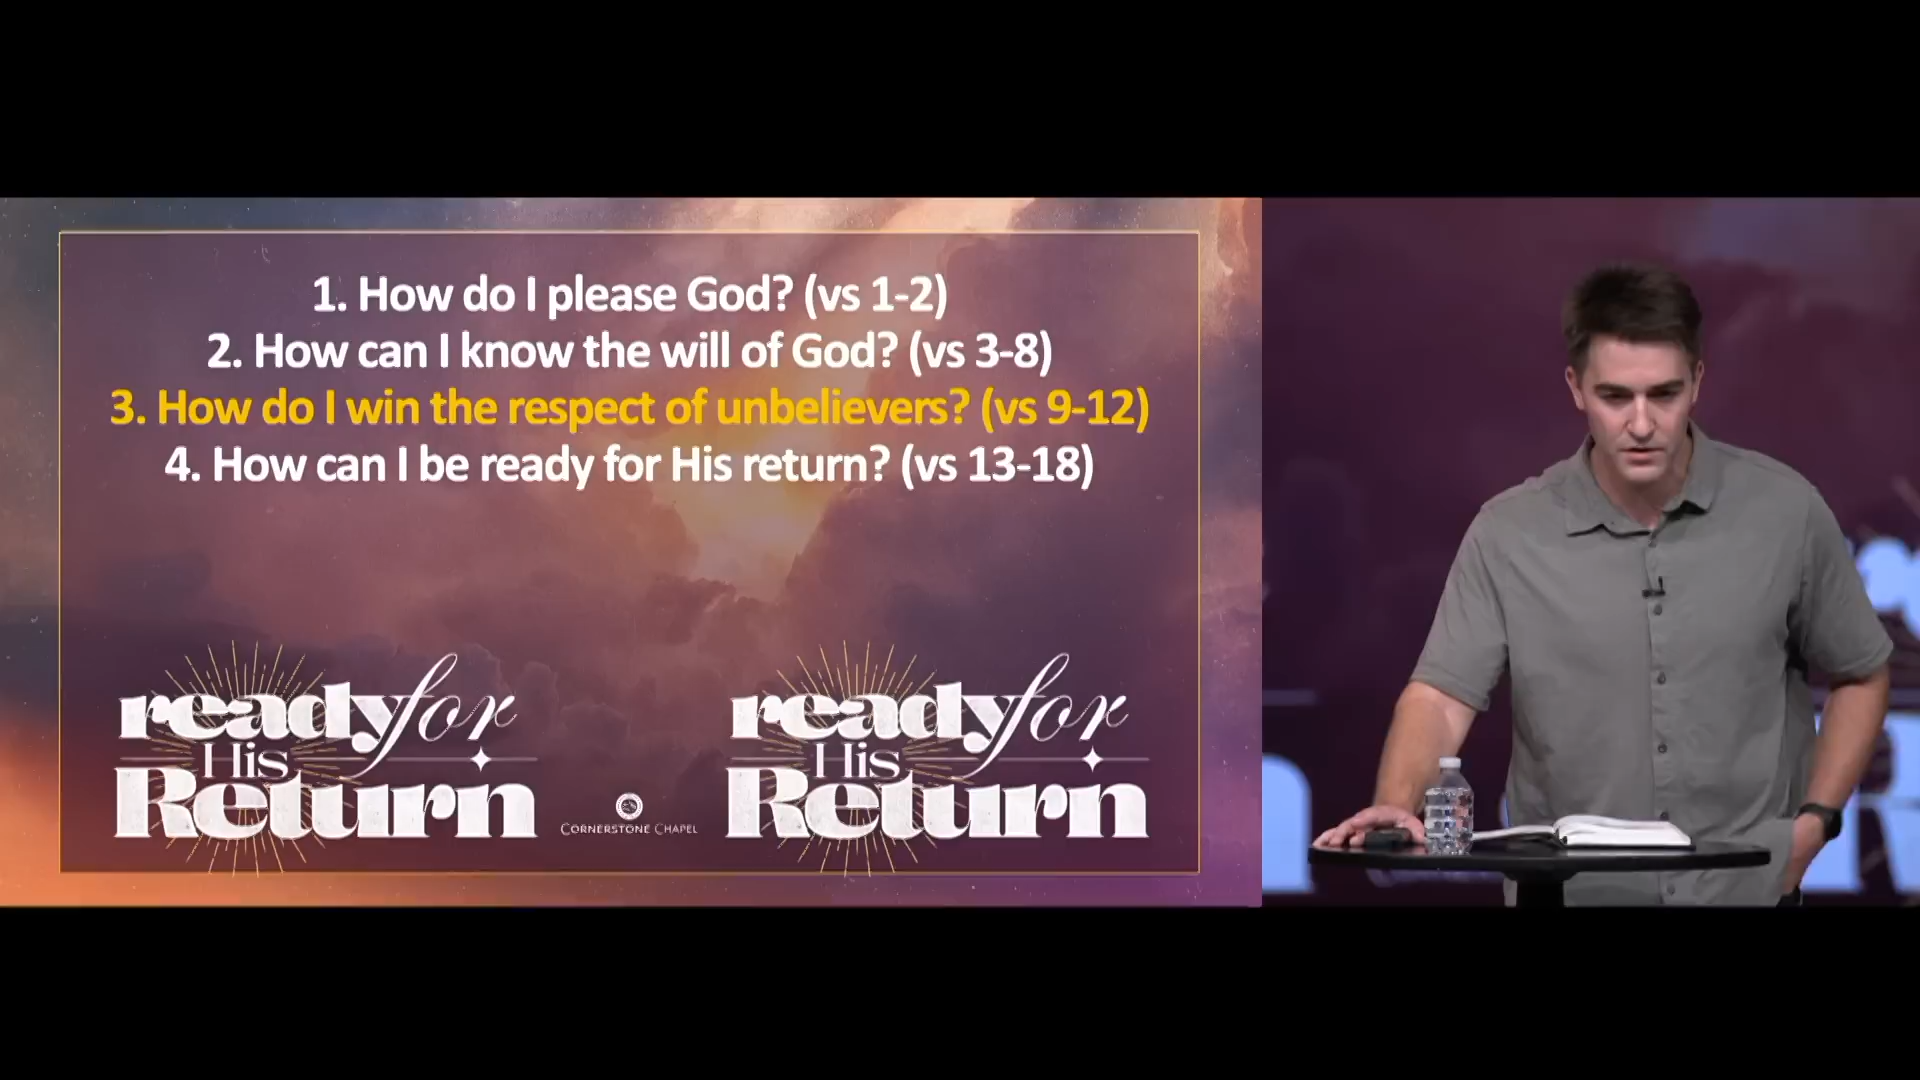 1. How do I please God? (vs 1-2)
2. How can I know the will of God? (vs 3-8)
3. How do I win the respect of unbelievers? (vs 9-12)
4. How can I be ready for His return? (vs 13-18)
ready for
His
Return
CORNERSTONE CHAPEL
ready for
His
Return